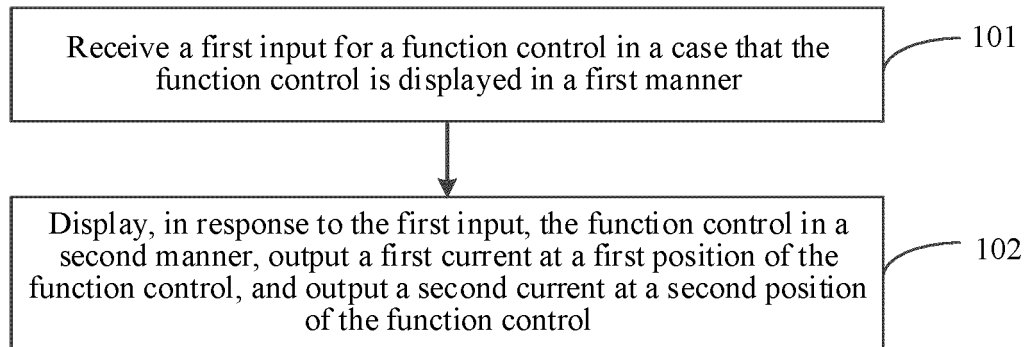 Receive a first input for a function control in a case that the
function control is displayed in a first manner
101
Display, in response to the first input, the function control in a
second manner, output a first current at a first position of the
function control, and output a second current at a second position
of the function control
102